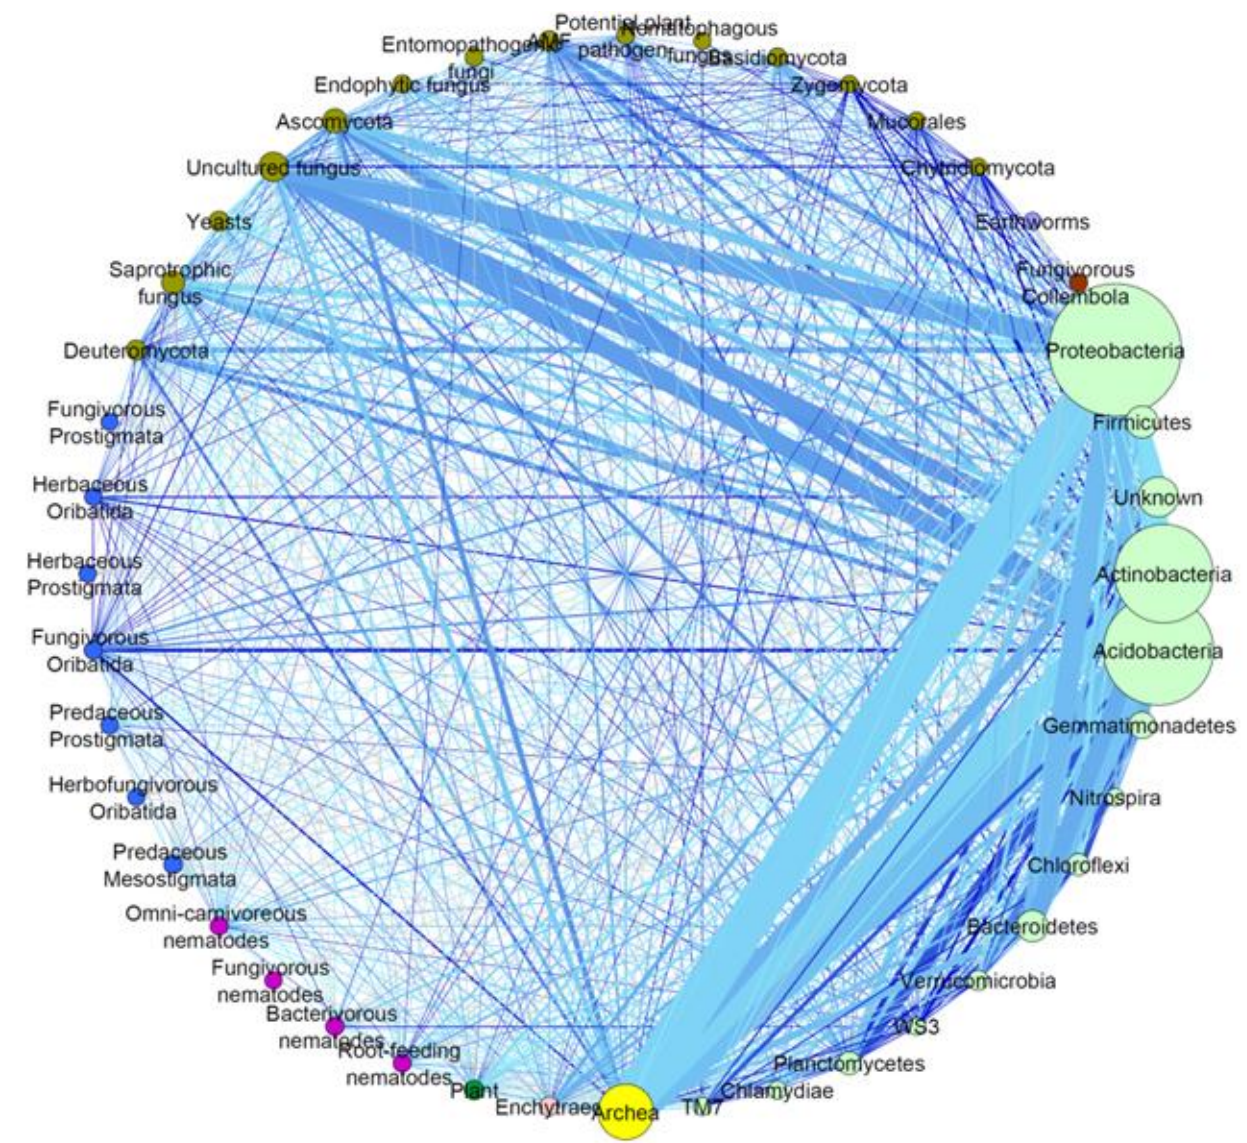 Potential plant
pathogen
Nematophagous
fungus
Entomopathogenic
fungi
AMF
Basidiomycota
Endophytic fungus
Zygomycota
Ascomycota
Mucorales
Uncultured fungus
Chytridiomycota
Yeasts
Earthworms
Saprotrophic
fungus
Fungivorous
Collembola
Deuteromycota
Proteobacteria
Fungivorous
Prostigmata
Firmicutes
Herbaceous
Oribatida
Unknown
Herbaceous
Prostigmata
Actinobacteria
Fungivorous
Oribatida
Acidobacteria
Predaceous
Prostigmata
Gemmatimonadetes
Herbofungivorous
Oribatida
Nitrospira
Predaceous
Mesostigmata
Chloroflexi
Omni-carnivoreous
nematodes
Bacteroidetes
Fungivorous
nematodes
Verrucomicrobia
Bacterivorous
nematodes
WS3
Root-feeding
nematodes
Planctomycetes
Plant
Chlamydiae
Enchytrae
Archea
TM7